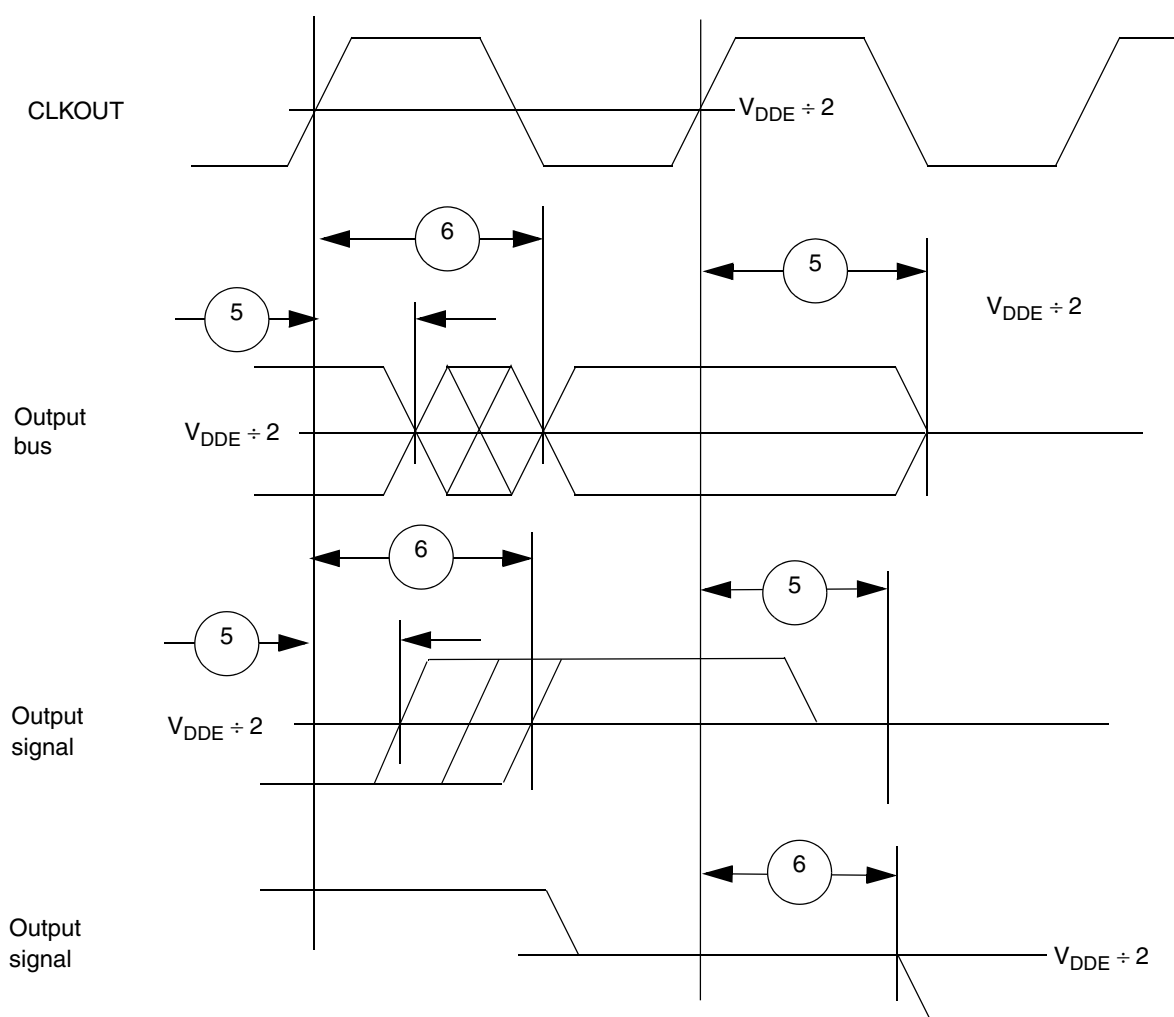 CLKOUT
V_DDE ÷ 2
6
5
5
V_DDE ÷ 2
Output
bus
V_DDE ÷ 2
6
5
5
Output
signal
V_DDE ÷ 2
6
Output
signal
V_DDE ÷ 2